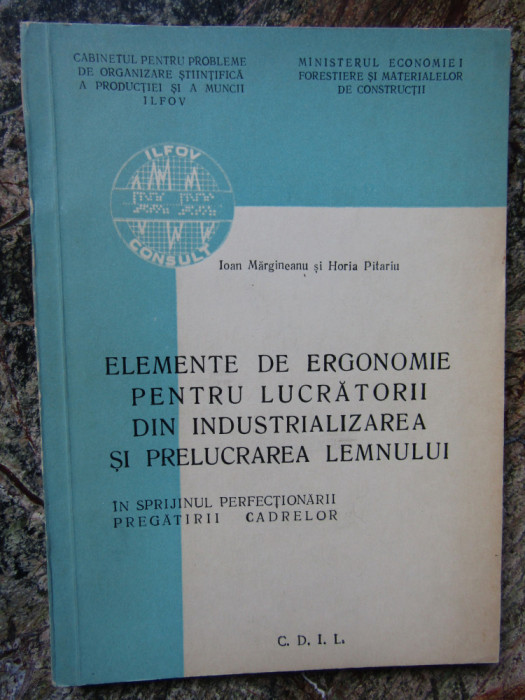 CABINETUL PENTRU PROBLEME
DE ORGANIZARE ŞTIINŢIFICĂ
A PRODUCŢIEI ŞI A MUNCII
ILFOV
MINISTERUL ECONOMIEI
FORESTIERE ŞI MATERIALELOR
DE CONSTRUCŢII
ILFOV
CONSULT
Ioan Mărgineanu şi Horia Pitariu
ELEMENTE DE ERGONOMIE
PENTRU LUCRĂTORII
DIN INDUSTRIALIZAREA
ŞI PRELUCRAREA LEMNULUI
ÎN SPRIJINUL PERFECŢIONĂRII
PREGĂTIRII CADRELOR
C. D. I. L.